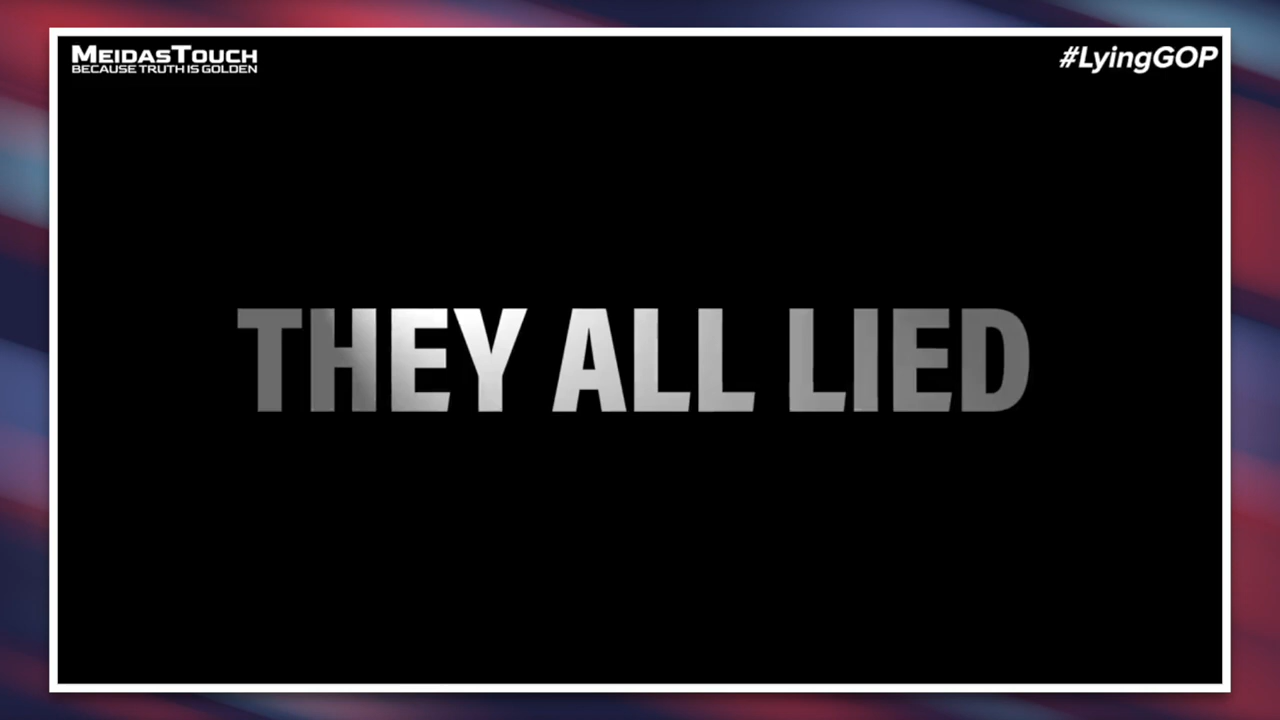 MEIDASTOUCH
BECAUSE TRUTH IS GOLDEN
#LyingGOP
THEY ALL LIED